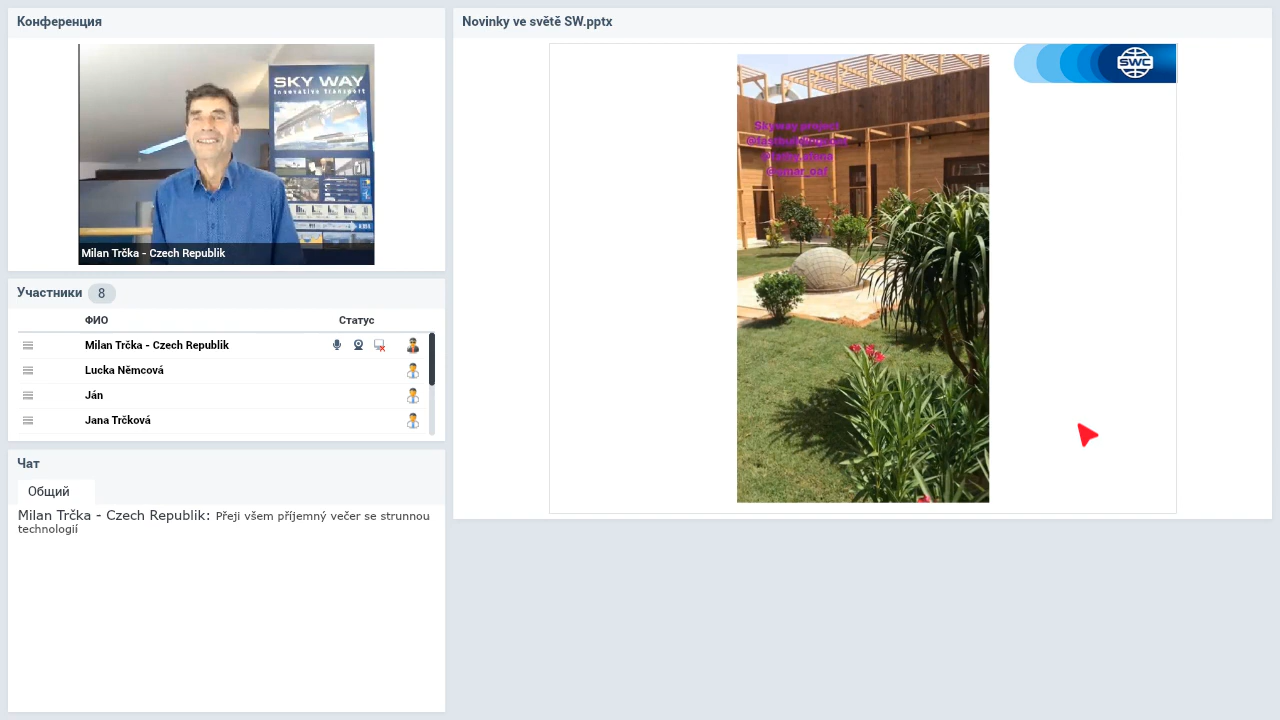 Конференция
SKY WAY
Innovative transport
Milan Trčka - Czech Republik
Участники 8
ФИО Статус
Milan Trčka - Czech Republik
Lucka Němcová
Ján
Jana Trčková
Чат
Общий
Milan Trčka - Czech Republik: Přeji všem příjemný večer se strunnou
technologií
Novinky ve světě SW.pptx
SWC
Skyway project